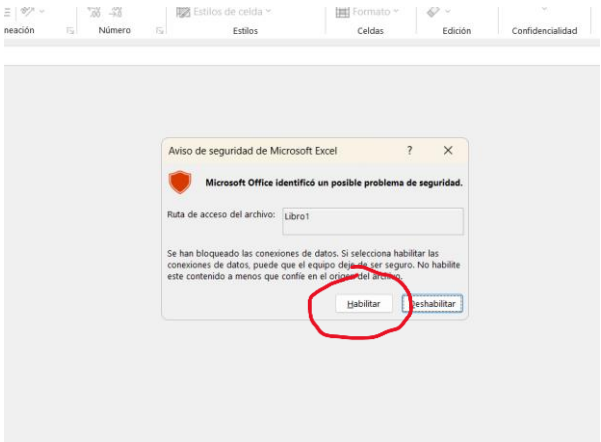 Estilos de celda
Formato
neación
Número
Estilos
Celdas
Edición
Confidencialidad
Aviso de seguridad de Microsoft Excel ? X
Microsoft Office identificó un posible problema de seguridad.
Ruta de acceso del archivo: Libro1
Se han bloqueado las conexiones de datos. Si selecciona habilitar las
conexiones de datos, puede que el equipo deje de ser seguro. No habilite
este contenido a menos que confíe en el origen del archivo.
Habilitar
Deshabilitar